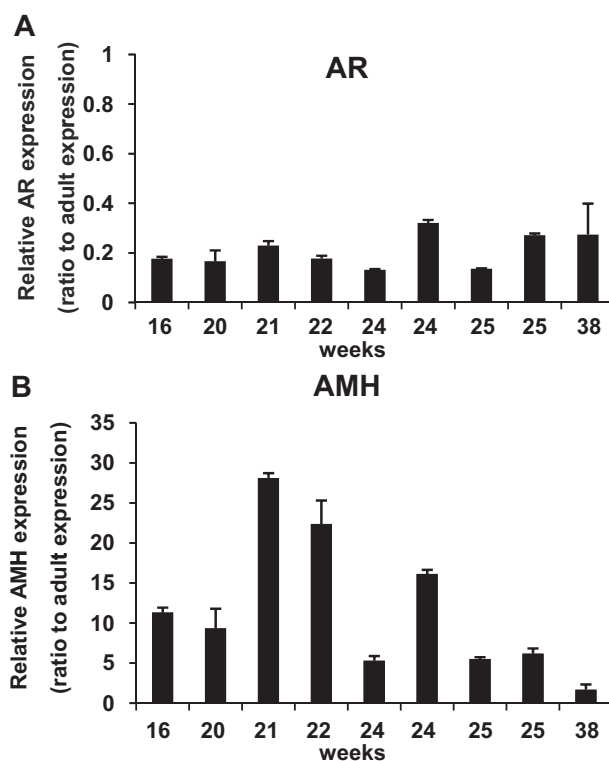 A
AR
Relative AR expression
(ratio to adult expression)
1
0.8
0.6
0.4
0.2
0
16 20 21 22 24 24 25 25 38
weeks
B
AMH
Relative AMH expression
(ratio to adult expression)
35
30
25
20
15
10
5
0
16 20 21 22 24 24 25 25 38
weeks